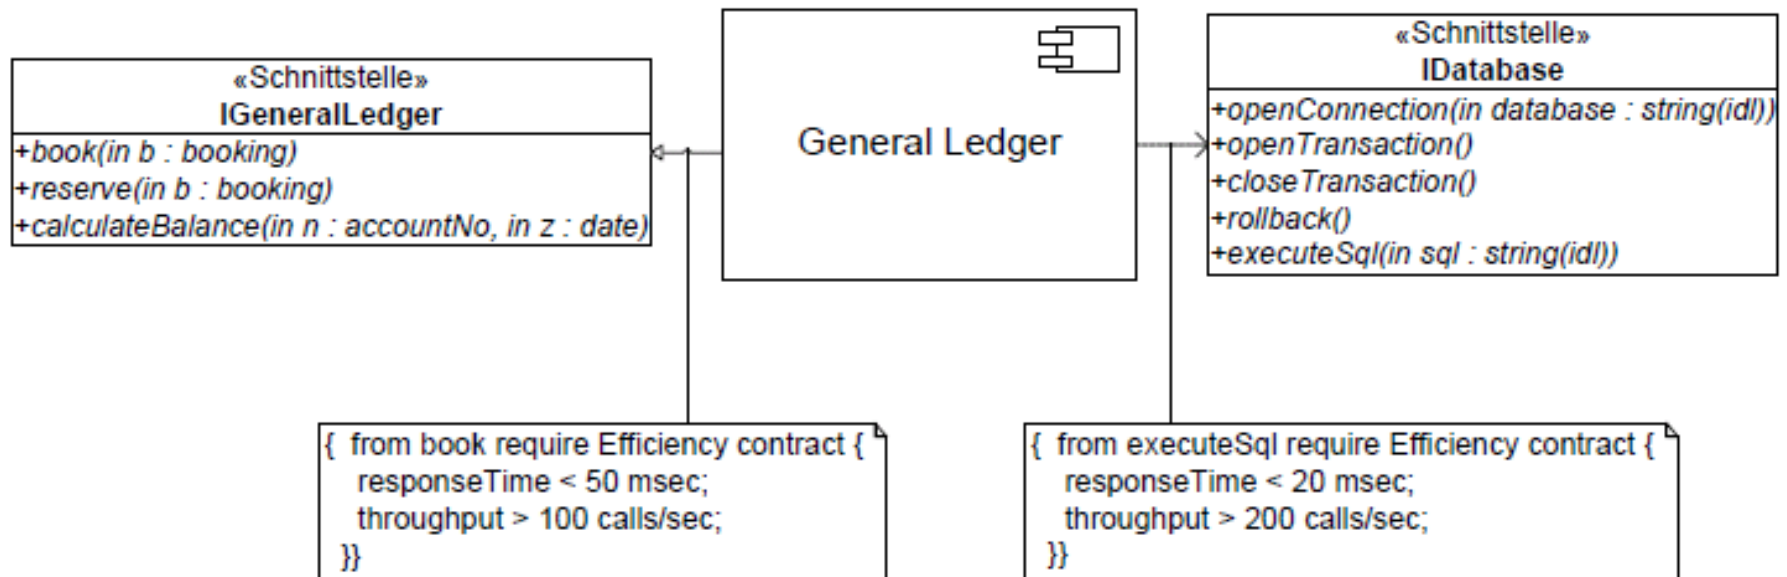 «Schnittstelle»
IGeneralLedger
+book(in b : booking)
+reserve(in b : booking)
+calculateBalance(in n : accountNo, in z : date)
General Ledger
«Schnittstelle»
IDatabase
+openConnection(in database : string(idl))
+openTransaction()
+closeTransaction()
+rollback()
+executeSql(in sql : string(idl))
{ from book require Efficiency contract {
responseTime < 50 msec;
throughput > 100 calls/sec;
}}
{ from executeSql require Efficiency contract {
responseTime < 20 msec;
throughput > 200 calls/sec;
}}